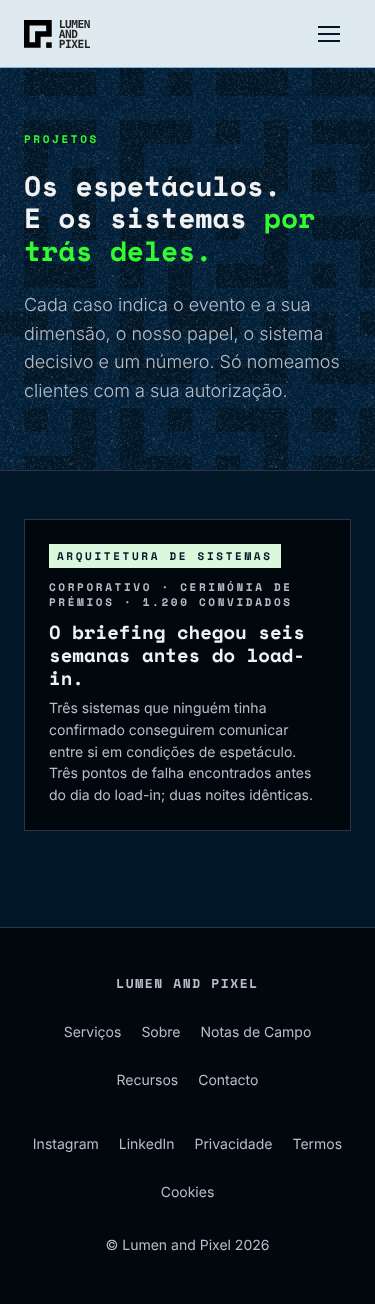 LUMEN
AND
PIXEL
PROJETOS
Os espetáculos.
E os sistemas por
trás deles.
Cada caso indica o evento e a sua
dimensão, o nosso papel, o sistema
decisivo e um número. Só nomeamos
clientes com a sua autorização.
ARQUITETURA DE SISTEMAS
CORPORATIVO · CERIMÓNIA DE
PRÉMIOS · 1.200 CONVIDADOS
O briefing chegou seis
semanas antes do load-
in.
Três sistemas que ninguém tinha
confirmado conseguirem comunicar
entre si em condições de espetáculo.
Três pontos de falha encontrados antes
do dia do load-in; duas noites idênticas.
LUMEN AND PIXEL
Serviços Sobre Notas de Campo
Recursos Contacto
Instagram LinkedIn Privacidade Termos
Cookies
© Lumen and Pixel 2026